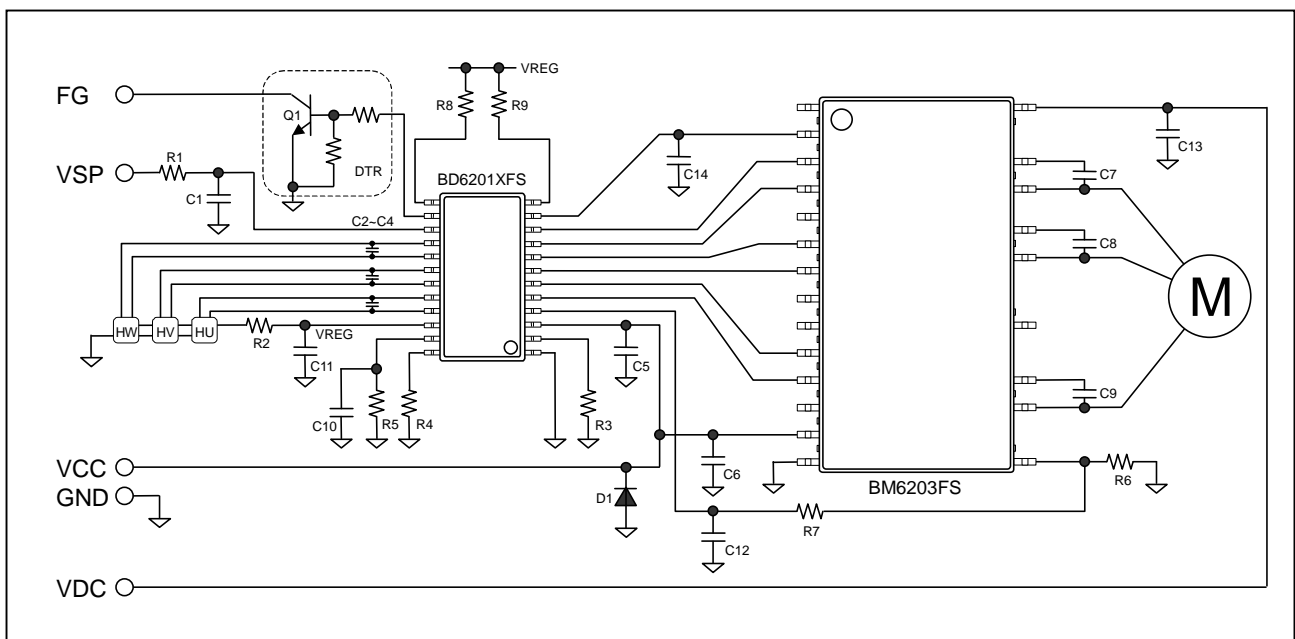 VREG
FG
R8
R9
Q1
C13
R1
C14
C7
VSP
DTR
BD6201XFS
C1
C2~C4
C8
M
HW
HV
HU
R2
VREG
C11
C5
C9
C10
R5
R4
R3
VCC
C6
R6
GND
D1
BM6203FS
R7
C12
VDC